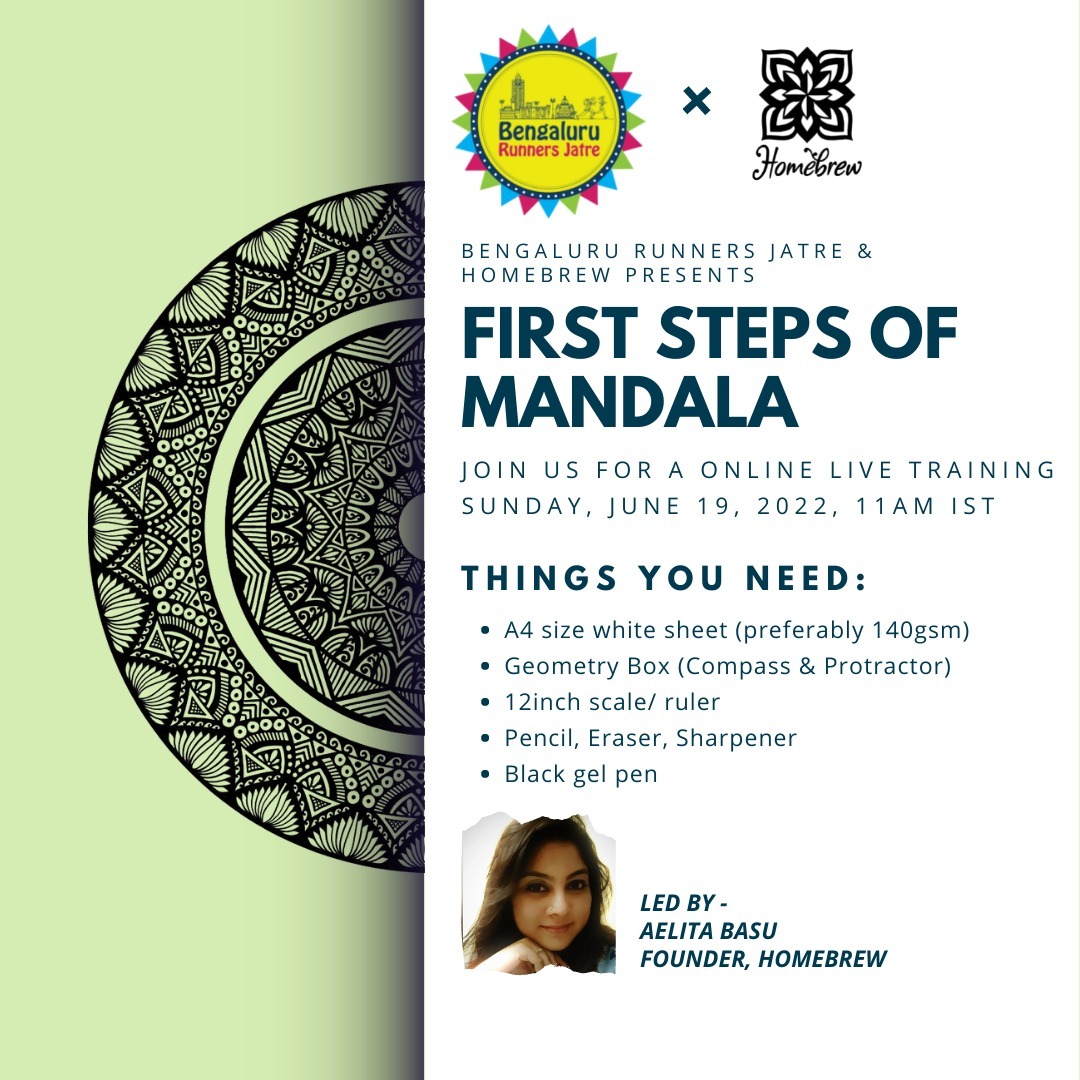 Bengaluru
Runners Jatre
×
Homebrew
BENGALURU RUNNERS JATRE &
HOMEBREW PRESENTS
FIRST STEPS OF
MANDALA
JOIN US FOR A ONLINE LIVE TRAINING
SUNDAY, JUNE 19, 2022, 11AM IST
THINGS YOU NEED:
• A4 size white sheet (preferably 140gsm)
• Geometry Box (Compass & Protractor)
• 12inch scale/ ruler
• Pencil, Eraser, Sharpener
• Black gel pen
LED BY -
AELITA BASU
FOUNDER, HOMEBREW